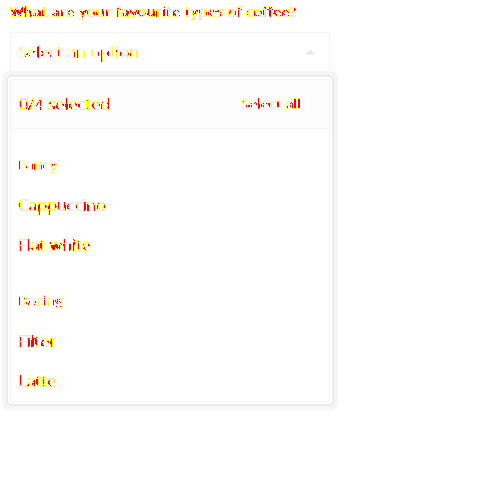 What are your favourite types of coffee?
Select an option
0/4 selected
Select all
Fancy
Cappuccino
Flat white
Boring
Filter
Latte